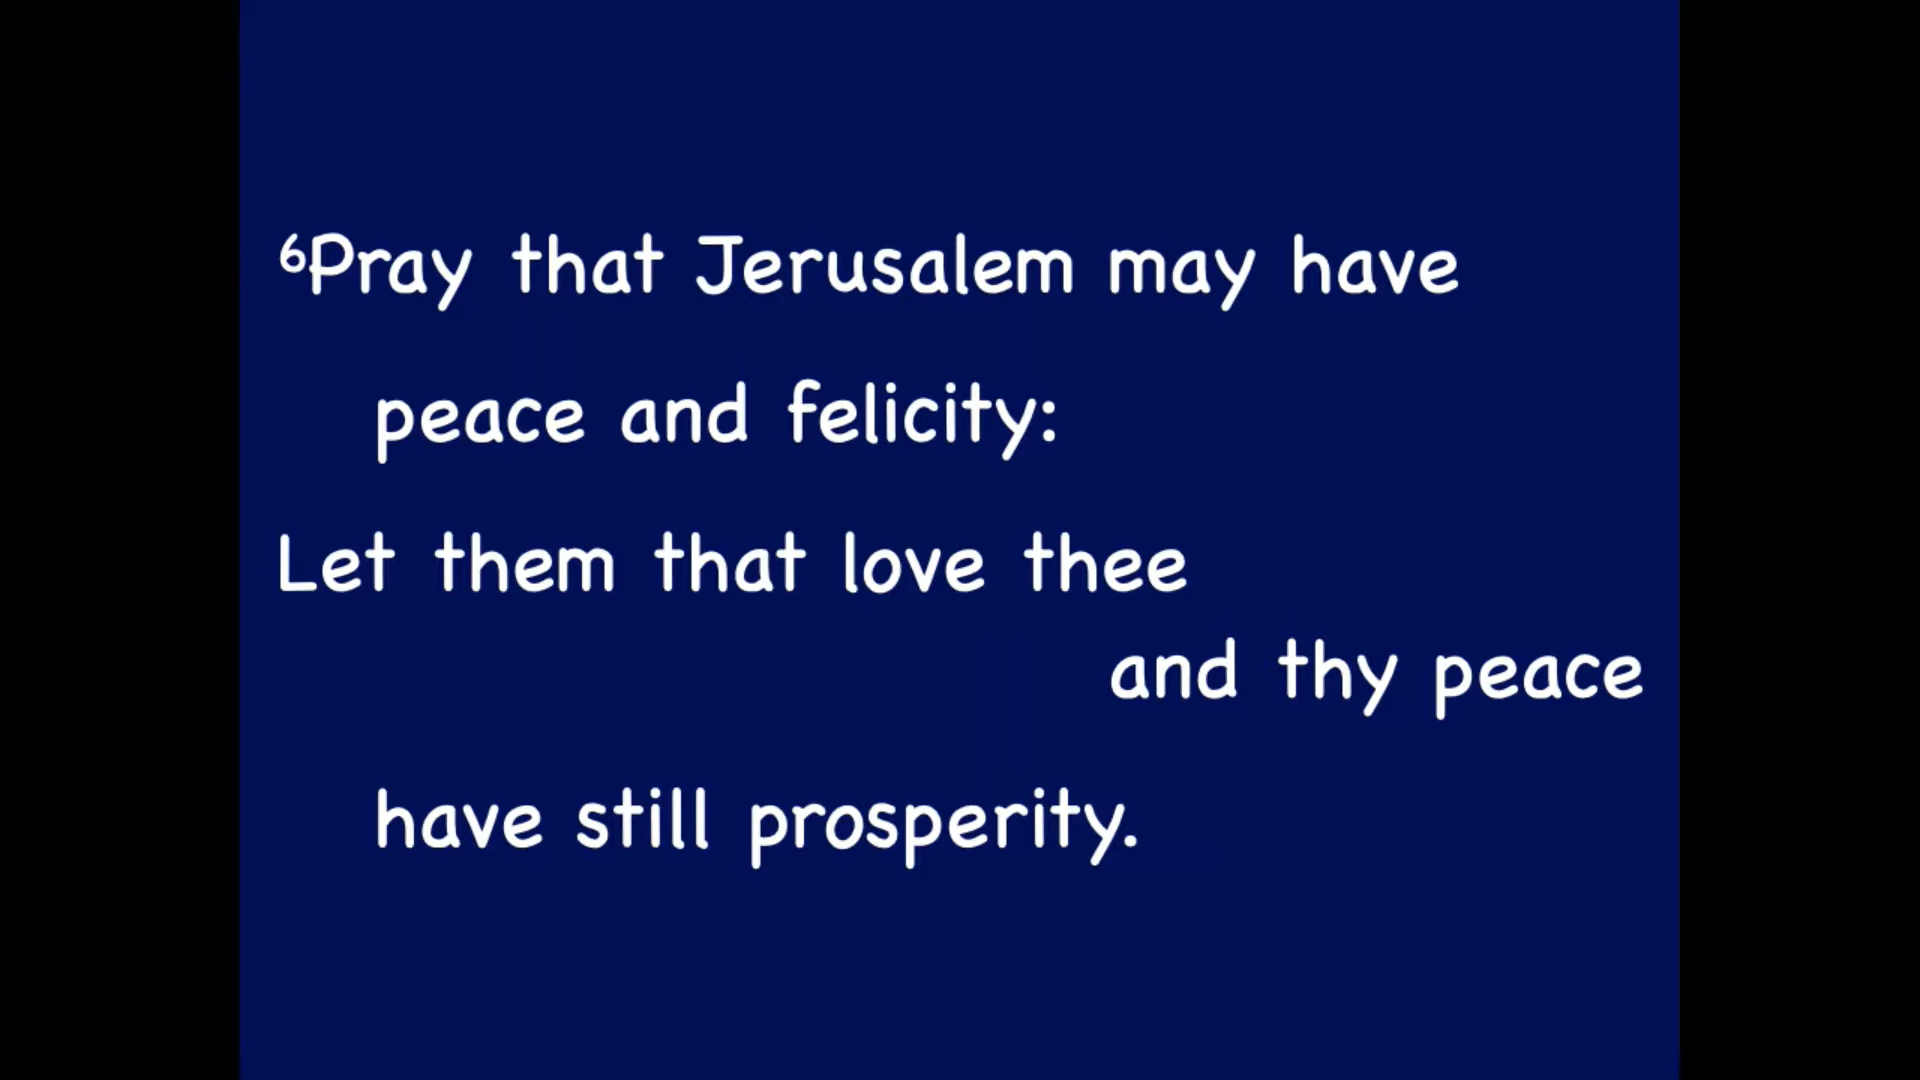 ⁶Pray that Jerusalem may have
peace and felicity:
Let them that love thee
and thy peace
have still prosperity.